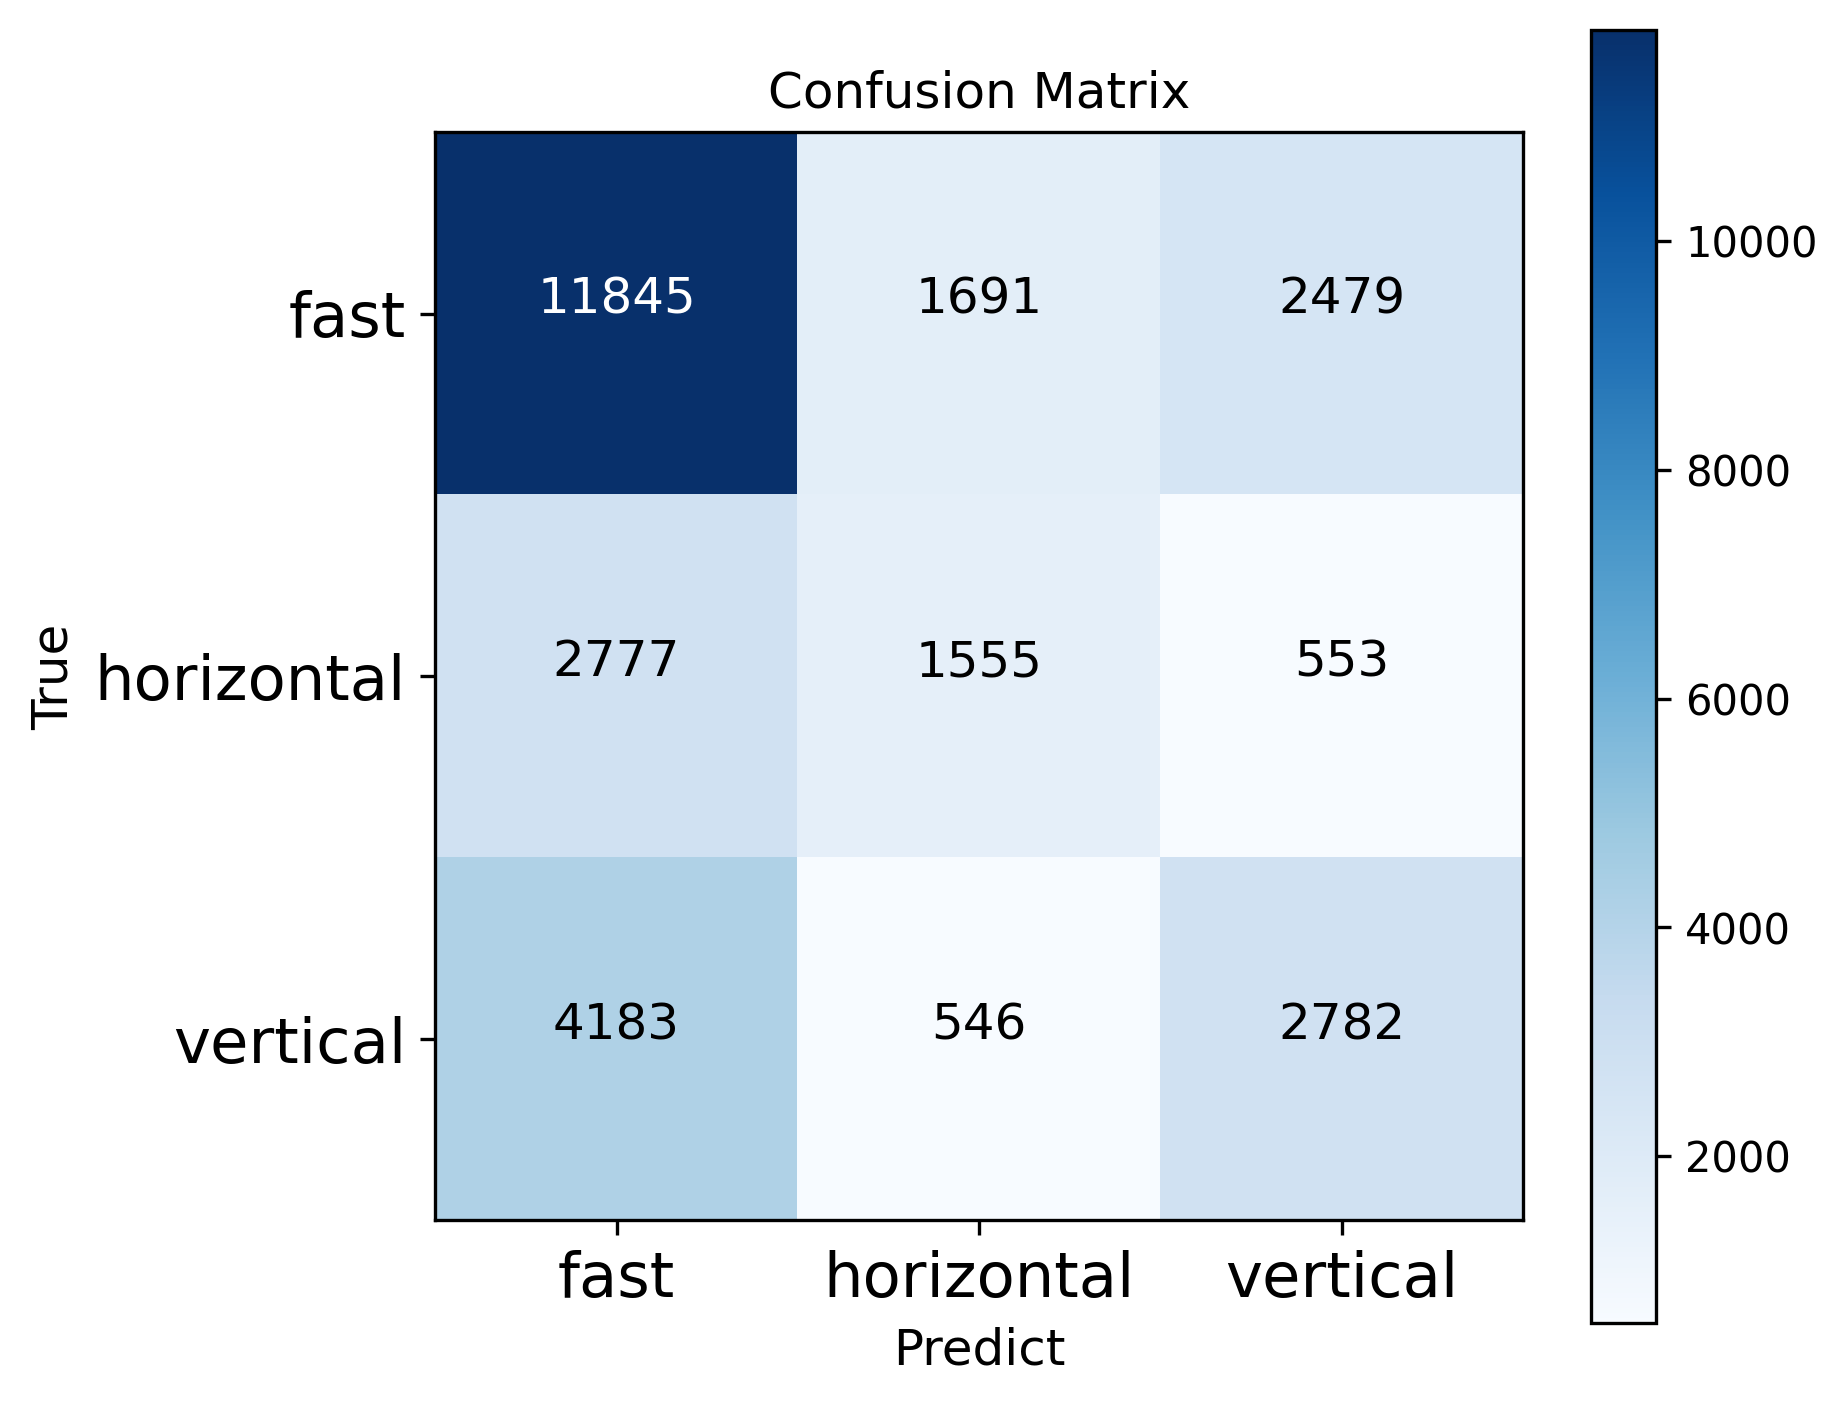 Confusion Matrix
fast 11845 1691 2479
horizontal 2777 1555 553
vertical 4183 546 2782
fast horizontal vertical
Predict
True
10000
8000
6000
4000
2000